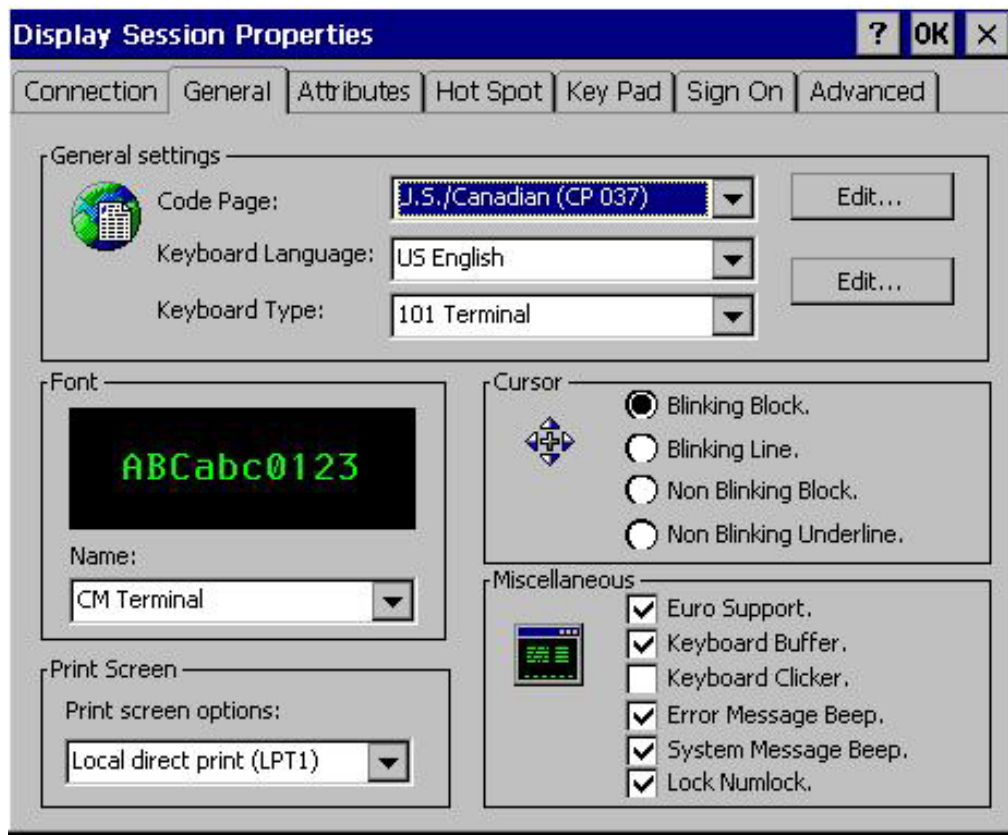 Display Session Properties ? OK ×
Connection General Attributes Hot Spot Key Pad Sign On Advanced
General settings
Code Page: J.S./Canadian (CP 037) Edit...
Keyboard Language: US English
Edit...
Keyboard Type: 101 Terminal
Font
ABCabc0123
Name:
CM Terminal
Print Screen
Print screen options:
Local direct print (LPT1)
Cursor
Blinking Block.
Blinking Line.
Non Blinking Block.
Non Blinking Underline.
Miscellaneous
Euro Support.
Keyboard Buffer.
Keyboard Clicker.
Error Message Beep.
System Message Beep.
Lock Numlock.